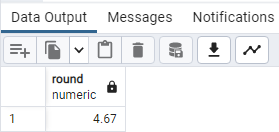 Data Output Messages Notifications
round
numeric
1 4.67